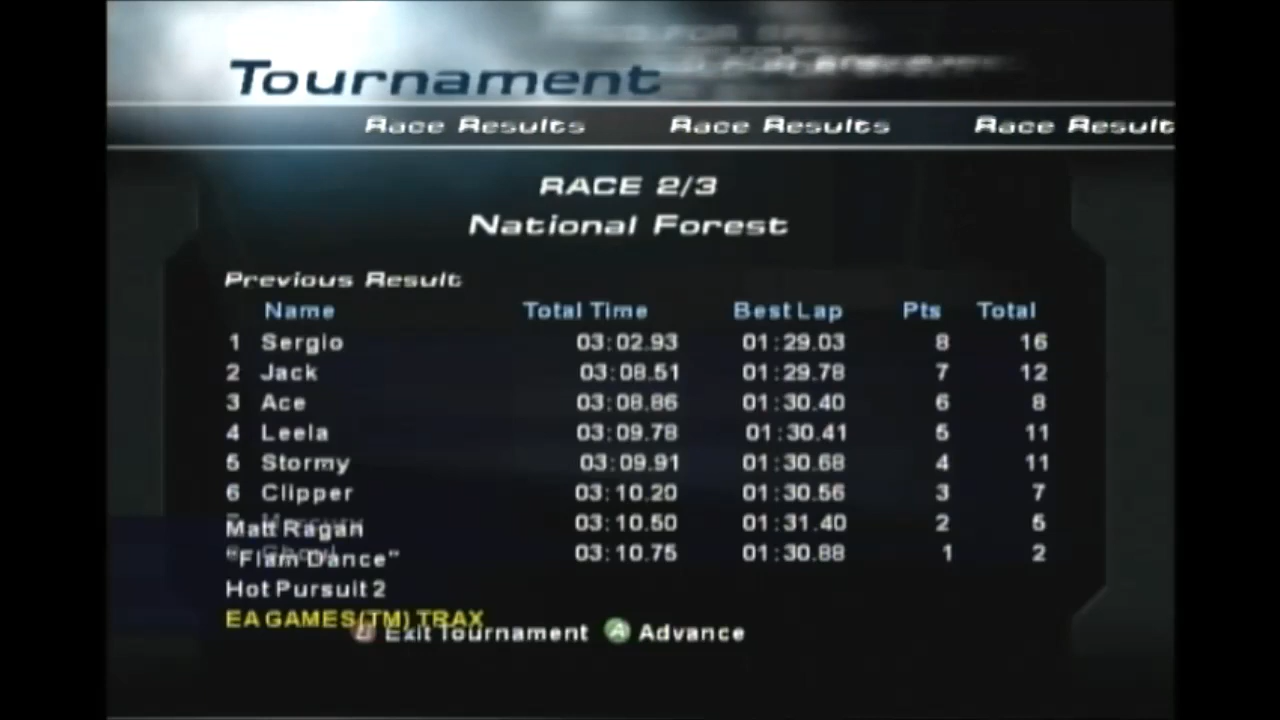 Tournament
Race Results Race Results Race Result
RACE 2/3
National Forest
Previous Result
Name Total Time Best Lap Pts Total
1 Sergio 03:02.93 01:29.03 8 16
2 Jack 03:08.51 01:29.78 7 12
3 Ace 03:08.86 01:30.40 6 8
4 Leela 03:09.78 01:30.41 5 11
5 Stormy 03:09.91 01:30.68 4 11
6 Clipper 03:10.20 01:30.56 3 7
03:10.50 01:31.40 2 5
Matt Ragan
03:10.75 01:30.88 1 2
"Flam Dance"
Hot Pursuit 2
EA GAMES(TM) TRAX
Exit Tournament A Advance